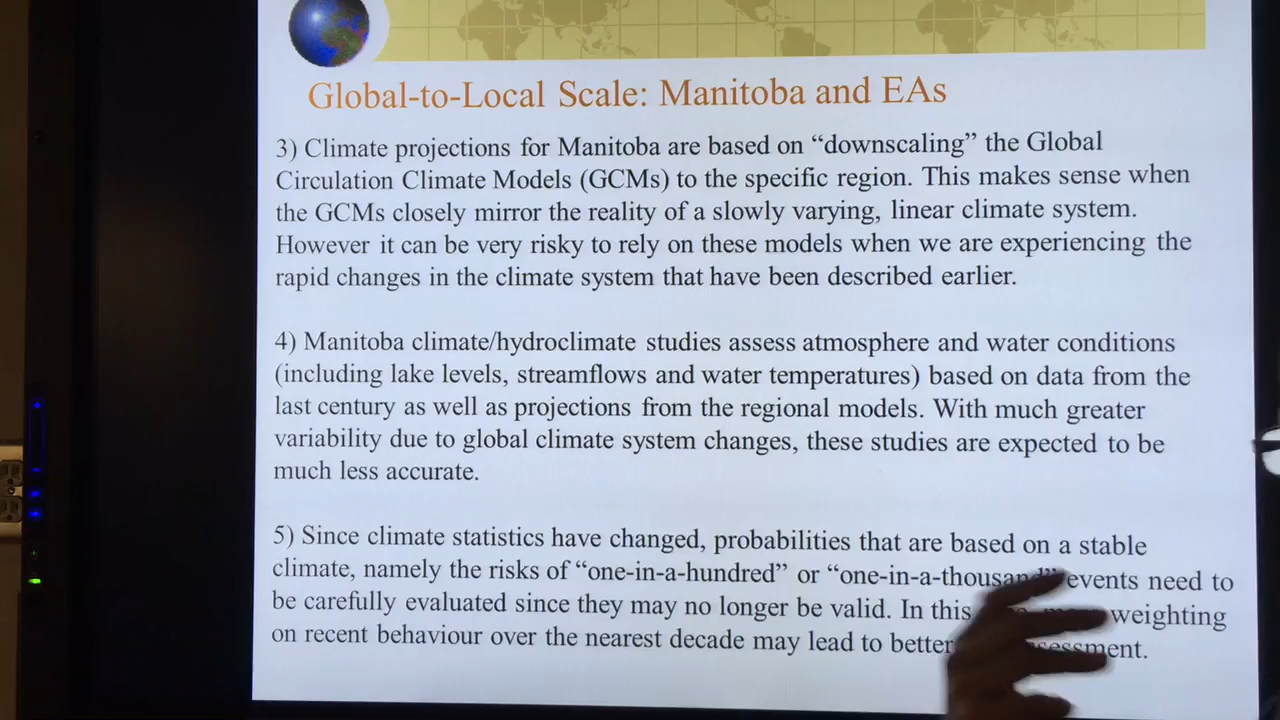 Global-to-Local Scale: Manitoba and EAs
3) Climate projections for Manitoba are based on “downscaling” the Global
Circulation Climate Models (GCMs) to the specific region. This makes sense when
the GCMs closely mirror the reality of a slowly varying, linear climate system.
However it can be very risky to rely on these models when we are experiencing the
rapid changes in the climate system that have been described earlier.
4) Manitoba climate/hydroclimate studies assess atmosphere and water conditions
(including lake levels, streamflows and water temperatures) based on data from the
last century as well as projections from the regional models. With much greater
variability due to global climate system changes, these studies are expected to be
much less accurate.
5) Since climate statistics have changed, probabilities that are based on a stable
climate, namely the risks of “one-in-a-hundred” or “one-in-a-thousand” events need to
be carefully evaluated since they may no longer be valid. In this weighting
on recent behaviour over the nearest decade may lead to better assessment.